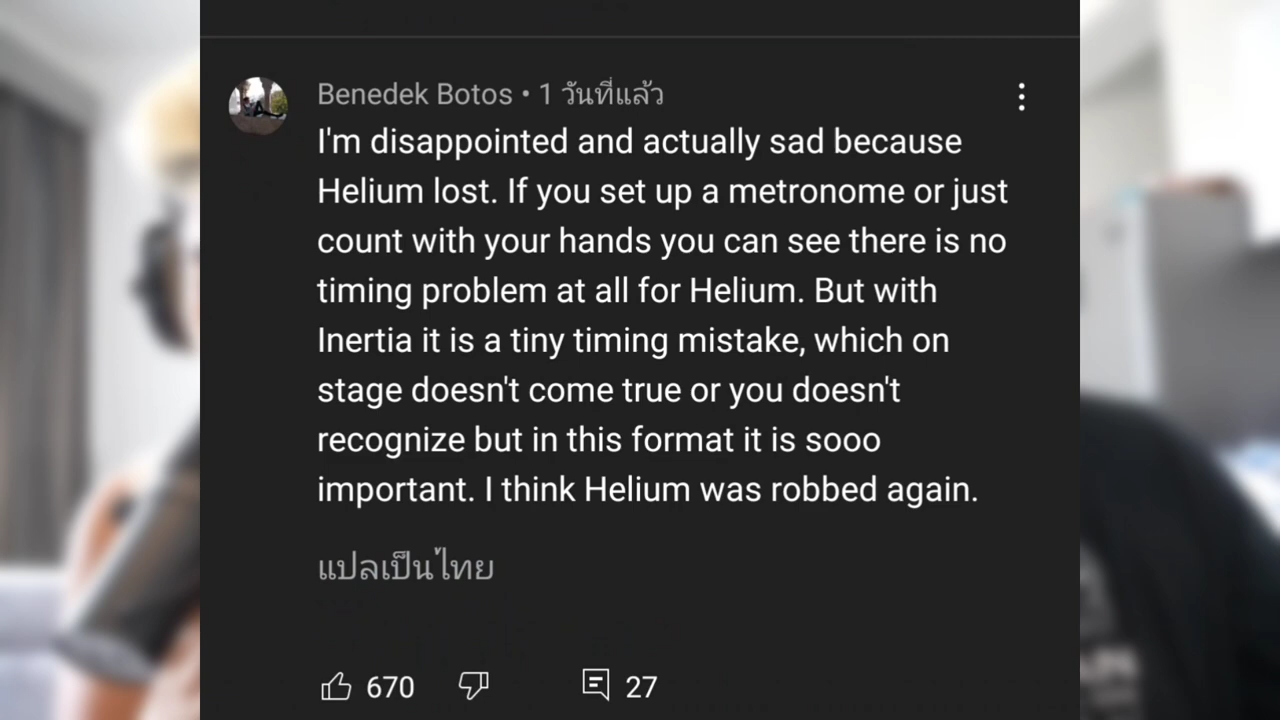 Benedek Botos • 1 วันที่แล้ว
I'm disappointed and actually sad because
Helium lost. If you set up a metronome or just
count with your hands you can see there is no
timing problem at all for Helium. But with
Inertia it is a tiny timing mistake, which on
stage doesn't come true or you doesn't
recognize but in this format it is sooo
important. I think Helium was robbed again.
แปลเป็นไทย
670 27